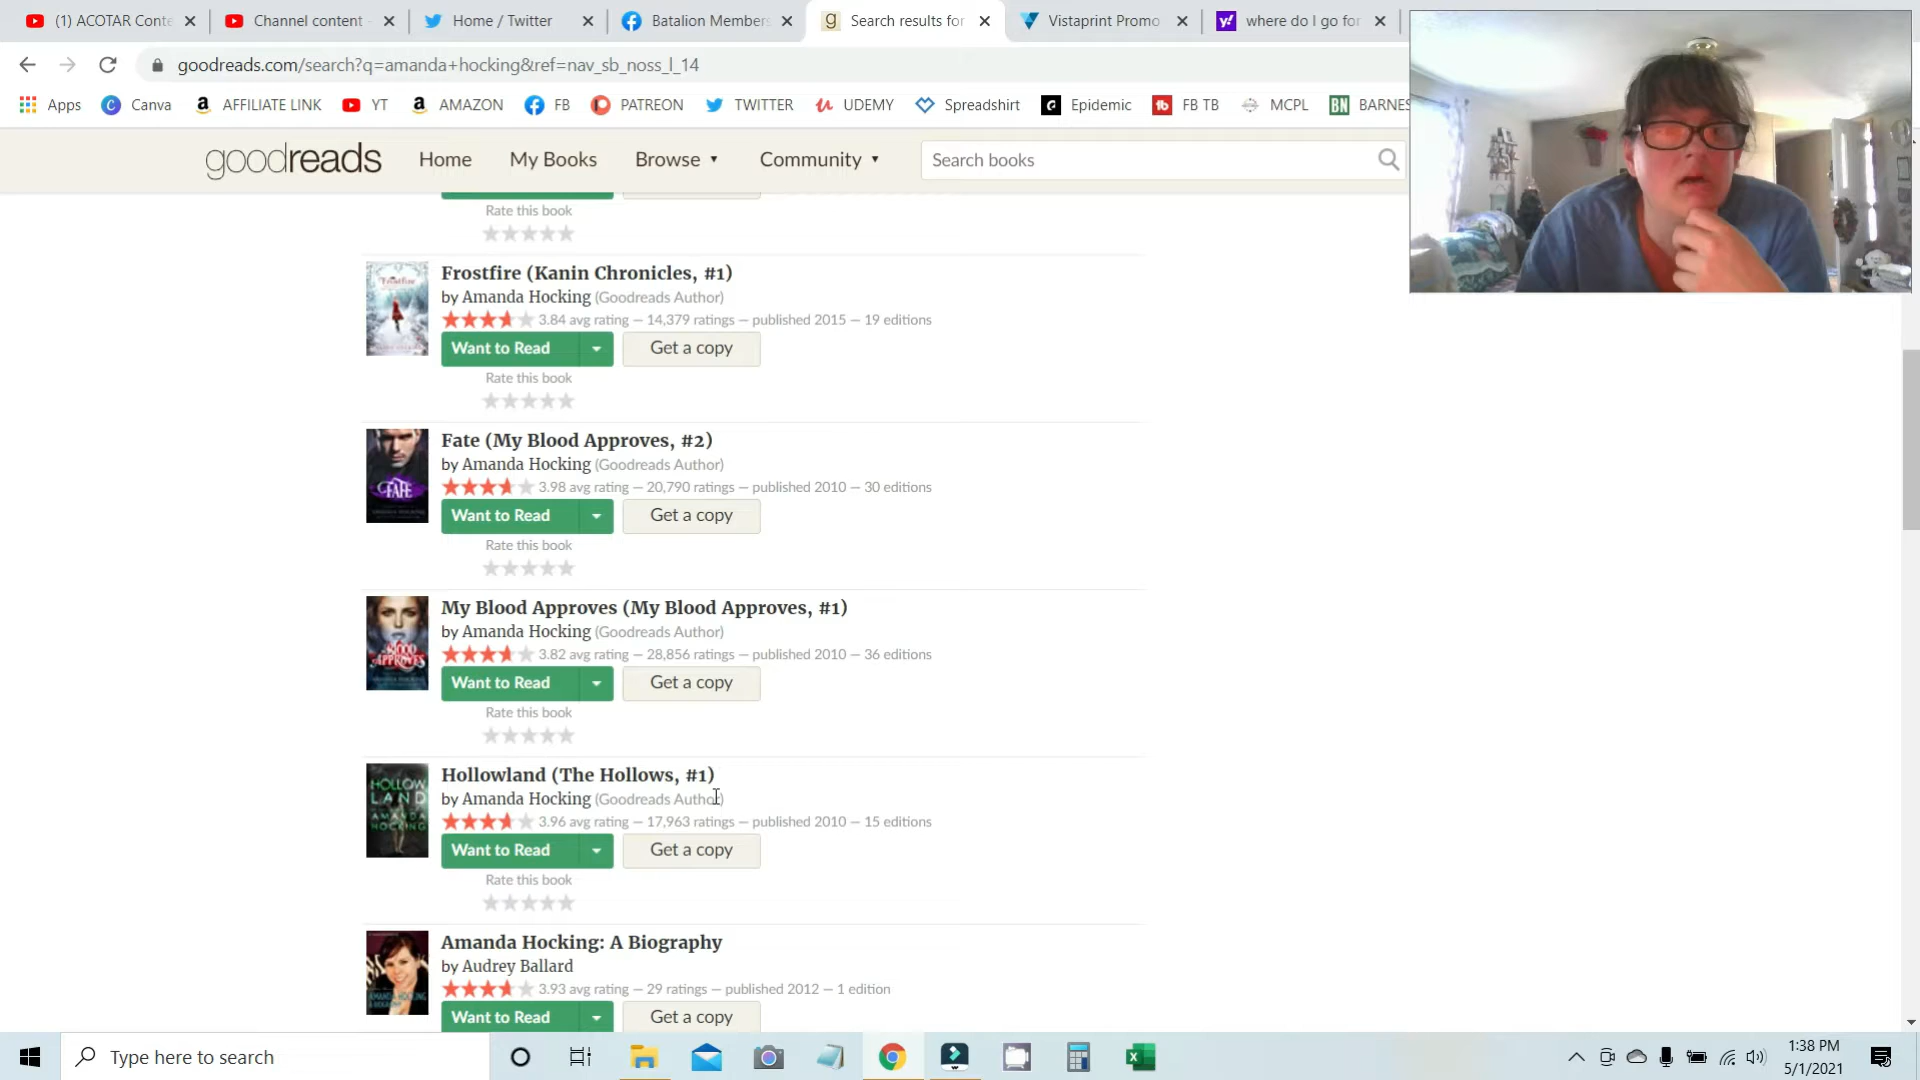 (1) ACOTAR Conte
Channel content -
Home / Twitter
Batalion Members
Search results for
Vistaprint Promo
where do I go for
goodreads.com/search?q=amanda+hocking&ref=nav_sb_noss_l_14
Apps
Canva
AFFILIATE LINK
YT
AMAZON
FB
PATREON
TWITTER
UDEMY
Spreadshirt
Epidemic
FB TB
MCPL
BN BARNES
goodreads
Home
My Books
Browse
Community
Search books
Rate this book
Frostfire (Kanin Chronicles, #1)
by Amanda Hocking (Goodreads Author)
3.84 avg rating — 14,379 ratings — published 2015 — 19 editions
Want to Read
Get a copy
Rate this book
FATE
Fate (My Blood Approves, #2)
by Amanda Hocking (Goodreads Author)
3.98 avg rating — 20,790 ratings — published 2010 — 30 editions
Want to Read
Get a copy
Rate this book
BLOOD
APPROVES
My Blood Approves (My Blood Approves, #1)
by Amanda Hocking (Goodreads Author)
3.82 avg rating — 28,856 ratings — published 2010 — 36 editions
Want to Read
Get a copy
Rate this book
HOLLOW
LAND
AMANDA
HOCKING
Hollowland (The Hollows, #1)
by Amanda Hocking (Goodreads Author)
3.96 avg rating — 17,963 ratings — published 2010 — 15 editions
Want to Read
Get a copy
Rate this book
Amanda Hocking: A Biography
by Audrey Ballard
3.93 avg rating — 29 ratings — published 2012 — 1 edition
Want to Read
Get a copy
Type here to search
1:38 PM
5/1/2021